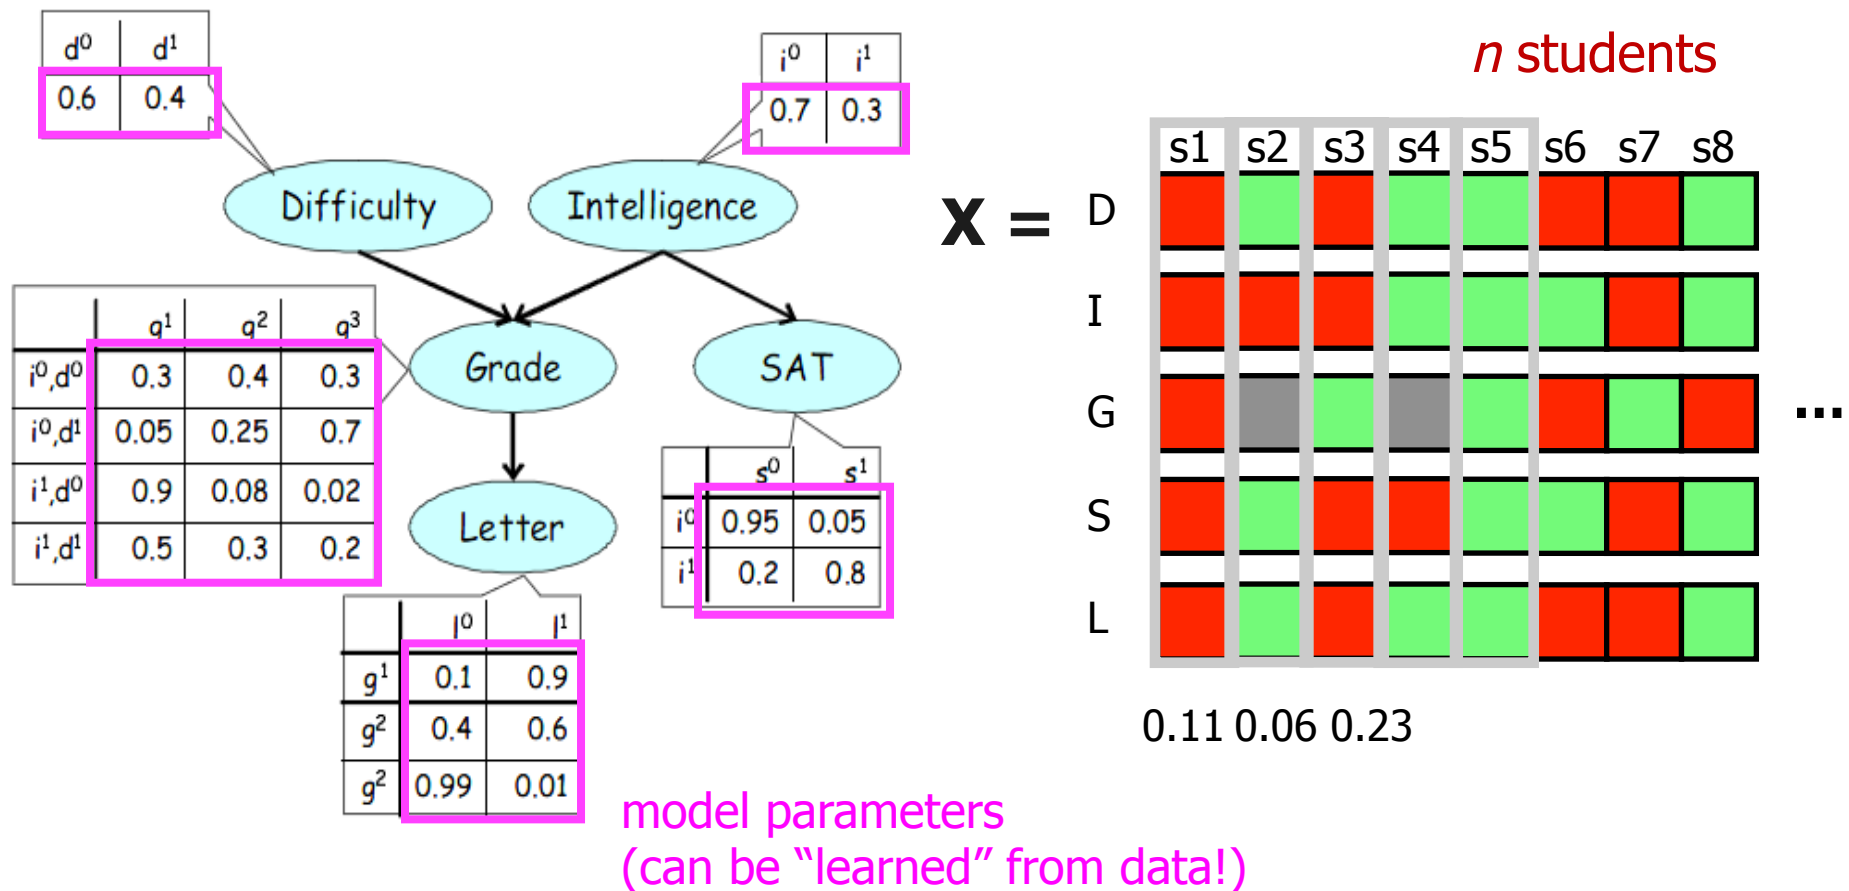 d⁰ d¹
0.6 0.4
i⁰ i¹
0.7 0.3
Difficulty
Intelligence
g¹ g² g³
i⁰,d⁰ 0.3 0.4 0.3
i⁰,d¹ 0.05 0.25 0.7
i¹,d⁰ 0.9 0.08 0.02
i¹,d¹ 0.5 0.3 0.2
Grade
SAT
s⁰ s¹
i⁰ 0.95 0.05
i¹ 0.2 0.8
Letter
l⁰ l¹
g¹ 0.1 0.9
g² 0.4 0.6
g² 0.99 0.01
model parameters
(can be “learned” from data!)
n students
s1 s2 s3 s4 s5 s6 s7 s8
X =
D
I
G
...
S
L
0.11 0.06 0.23